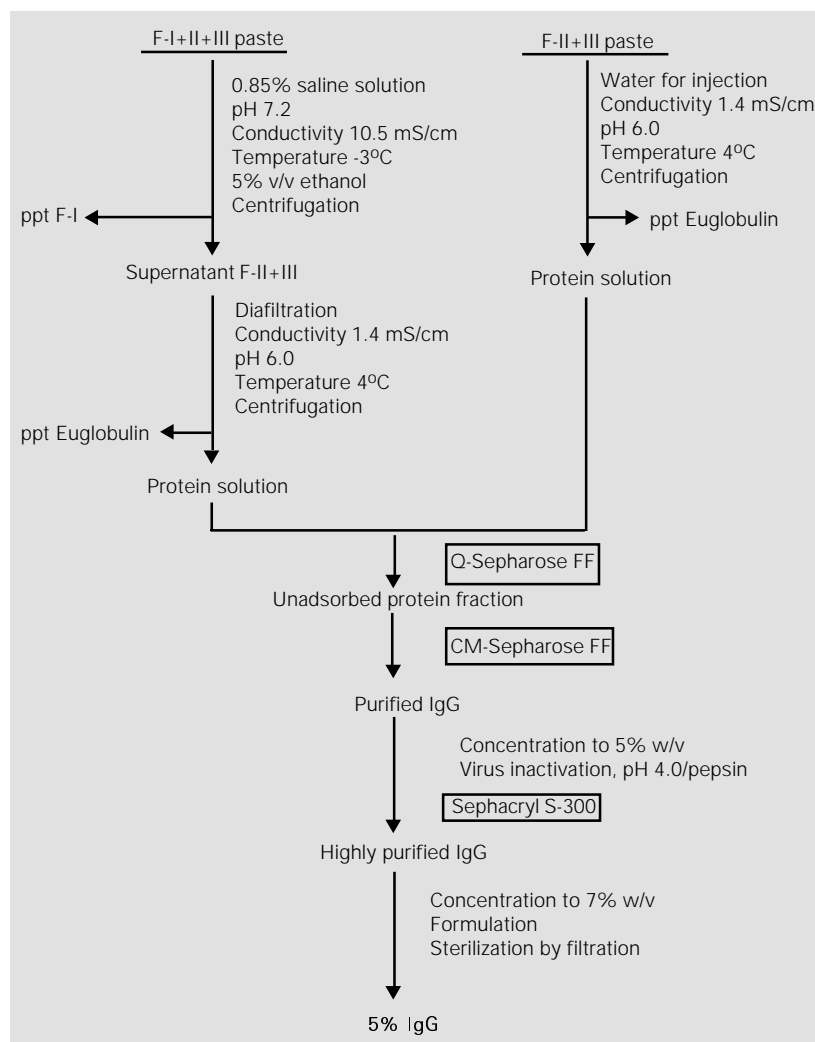 F-I+II+III paste
0.85% saline solution
pH 7.2
Conductivity 10.5 mS/cm
Temperature -3ºC
5% v/v ethanol
Centrifugation
ppt F-I
Supernatant F-II+III
Diafiltration
Conductivity 1.4 mS/cm
pH 6.0
Temperature 4ºC
Centrifugation
ppt Euglobulin
Protein solution
F-II+III paste
Water for injection
Conductivity 1.4 mS/cm
pH 6.0
Temperature 4ºC
Centrifugation
ppt Euglobulin
Protein solution
Q-Sepharose FF
Unadsorbed protein fraction
CM-Sepharose FF
Purified IgG
Concentration to 5% w/v
Virus inactivation, pH 4.0/pepsin
Sephacryl S-300
Highly purified IgG
Concentration to 7% w/v
Formulation
Sterilization by filtration
5% IgG